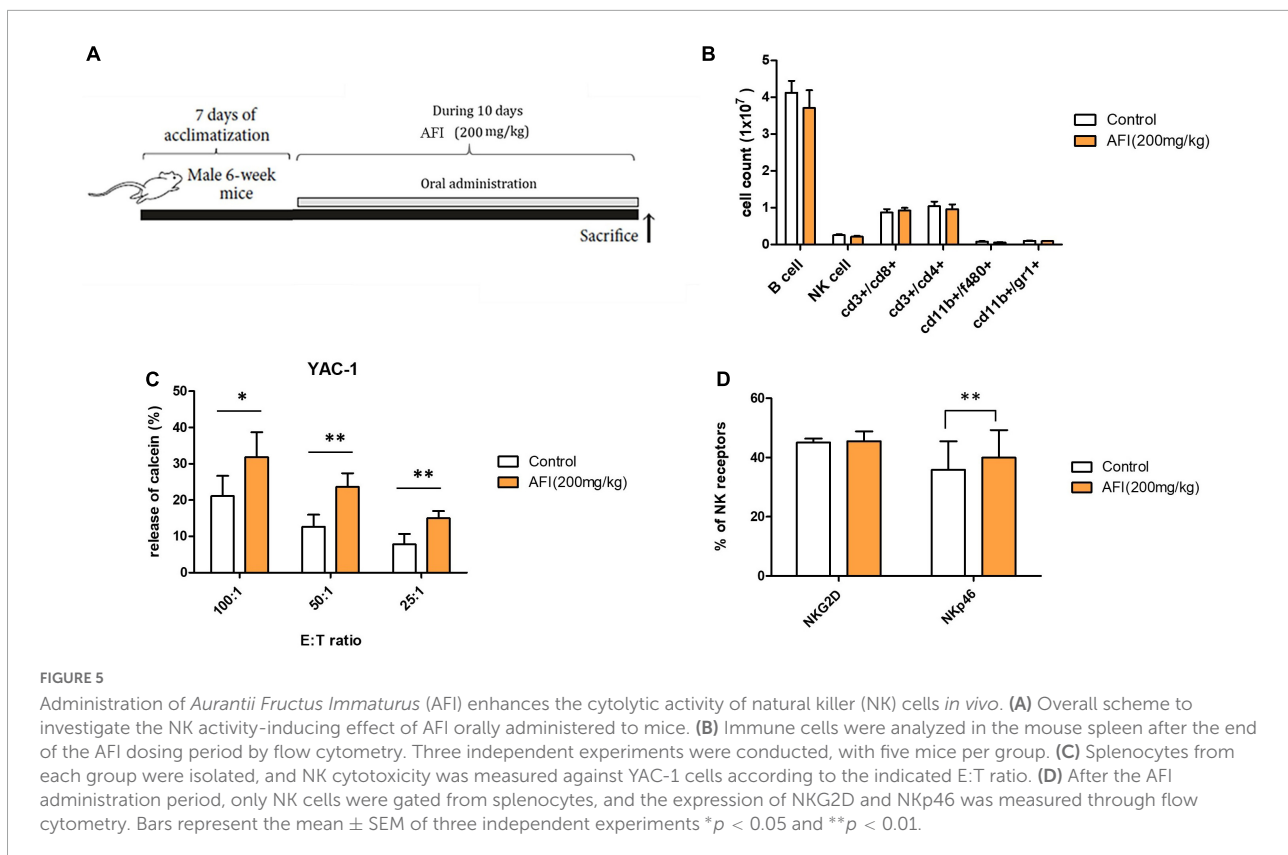 A
7 days of
acclimatization
During 10 days
AFI (200 mg/kg)
Male 6-week
mice
Oral administration
Sacrifice
B
cell count (1x10⁷)
5
4
3
2
1
0
B cell
NK cell
cd3+/cd8+
cd3+/cd4+
cd11b+/f480+
cd11b+/gr1+
Control
AFI(200mg/kg)
C
YAC-1
release of calcein (%)
50
40
30
20
10
0
*
**
**
100:1
50:1
25:1
E:T ratio
Control
AFI(200mg/kg)
D
% of NK receptors
60
40
20
0
**
NKG2D
NKp46
Control
AFI(200mg/kg)
FIGURE 5
Administration of Aurantii Fructus Immaturus (AFI) enhances the cytolytic activity of natural killer (NK) cells in vivo. (A) Overall scheme to
investigate the NK activity-inducing effect of AFI orally administered to mice. (B) Immune cells were analyzed in the mouse spleen after the end
of the AFI dosing period by flow cytometry. Three independent experiments were conducted, with five mice per group. (C) Splenocytes from
each group were isolated, and NK cytotoxicity was measured against YAC-1 cells according to the indicated E:T ratio. (D) After the AFI
administration period, only NK cells were gated from splenocytes, and the expression of NKG2D and NKp46 was measured through flow
cytometry. Bars represent the mean ± SEM of three independent experiments *p < 0.05 and **p < 0.01.